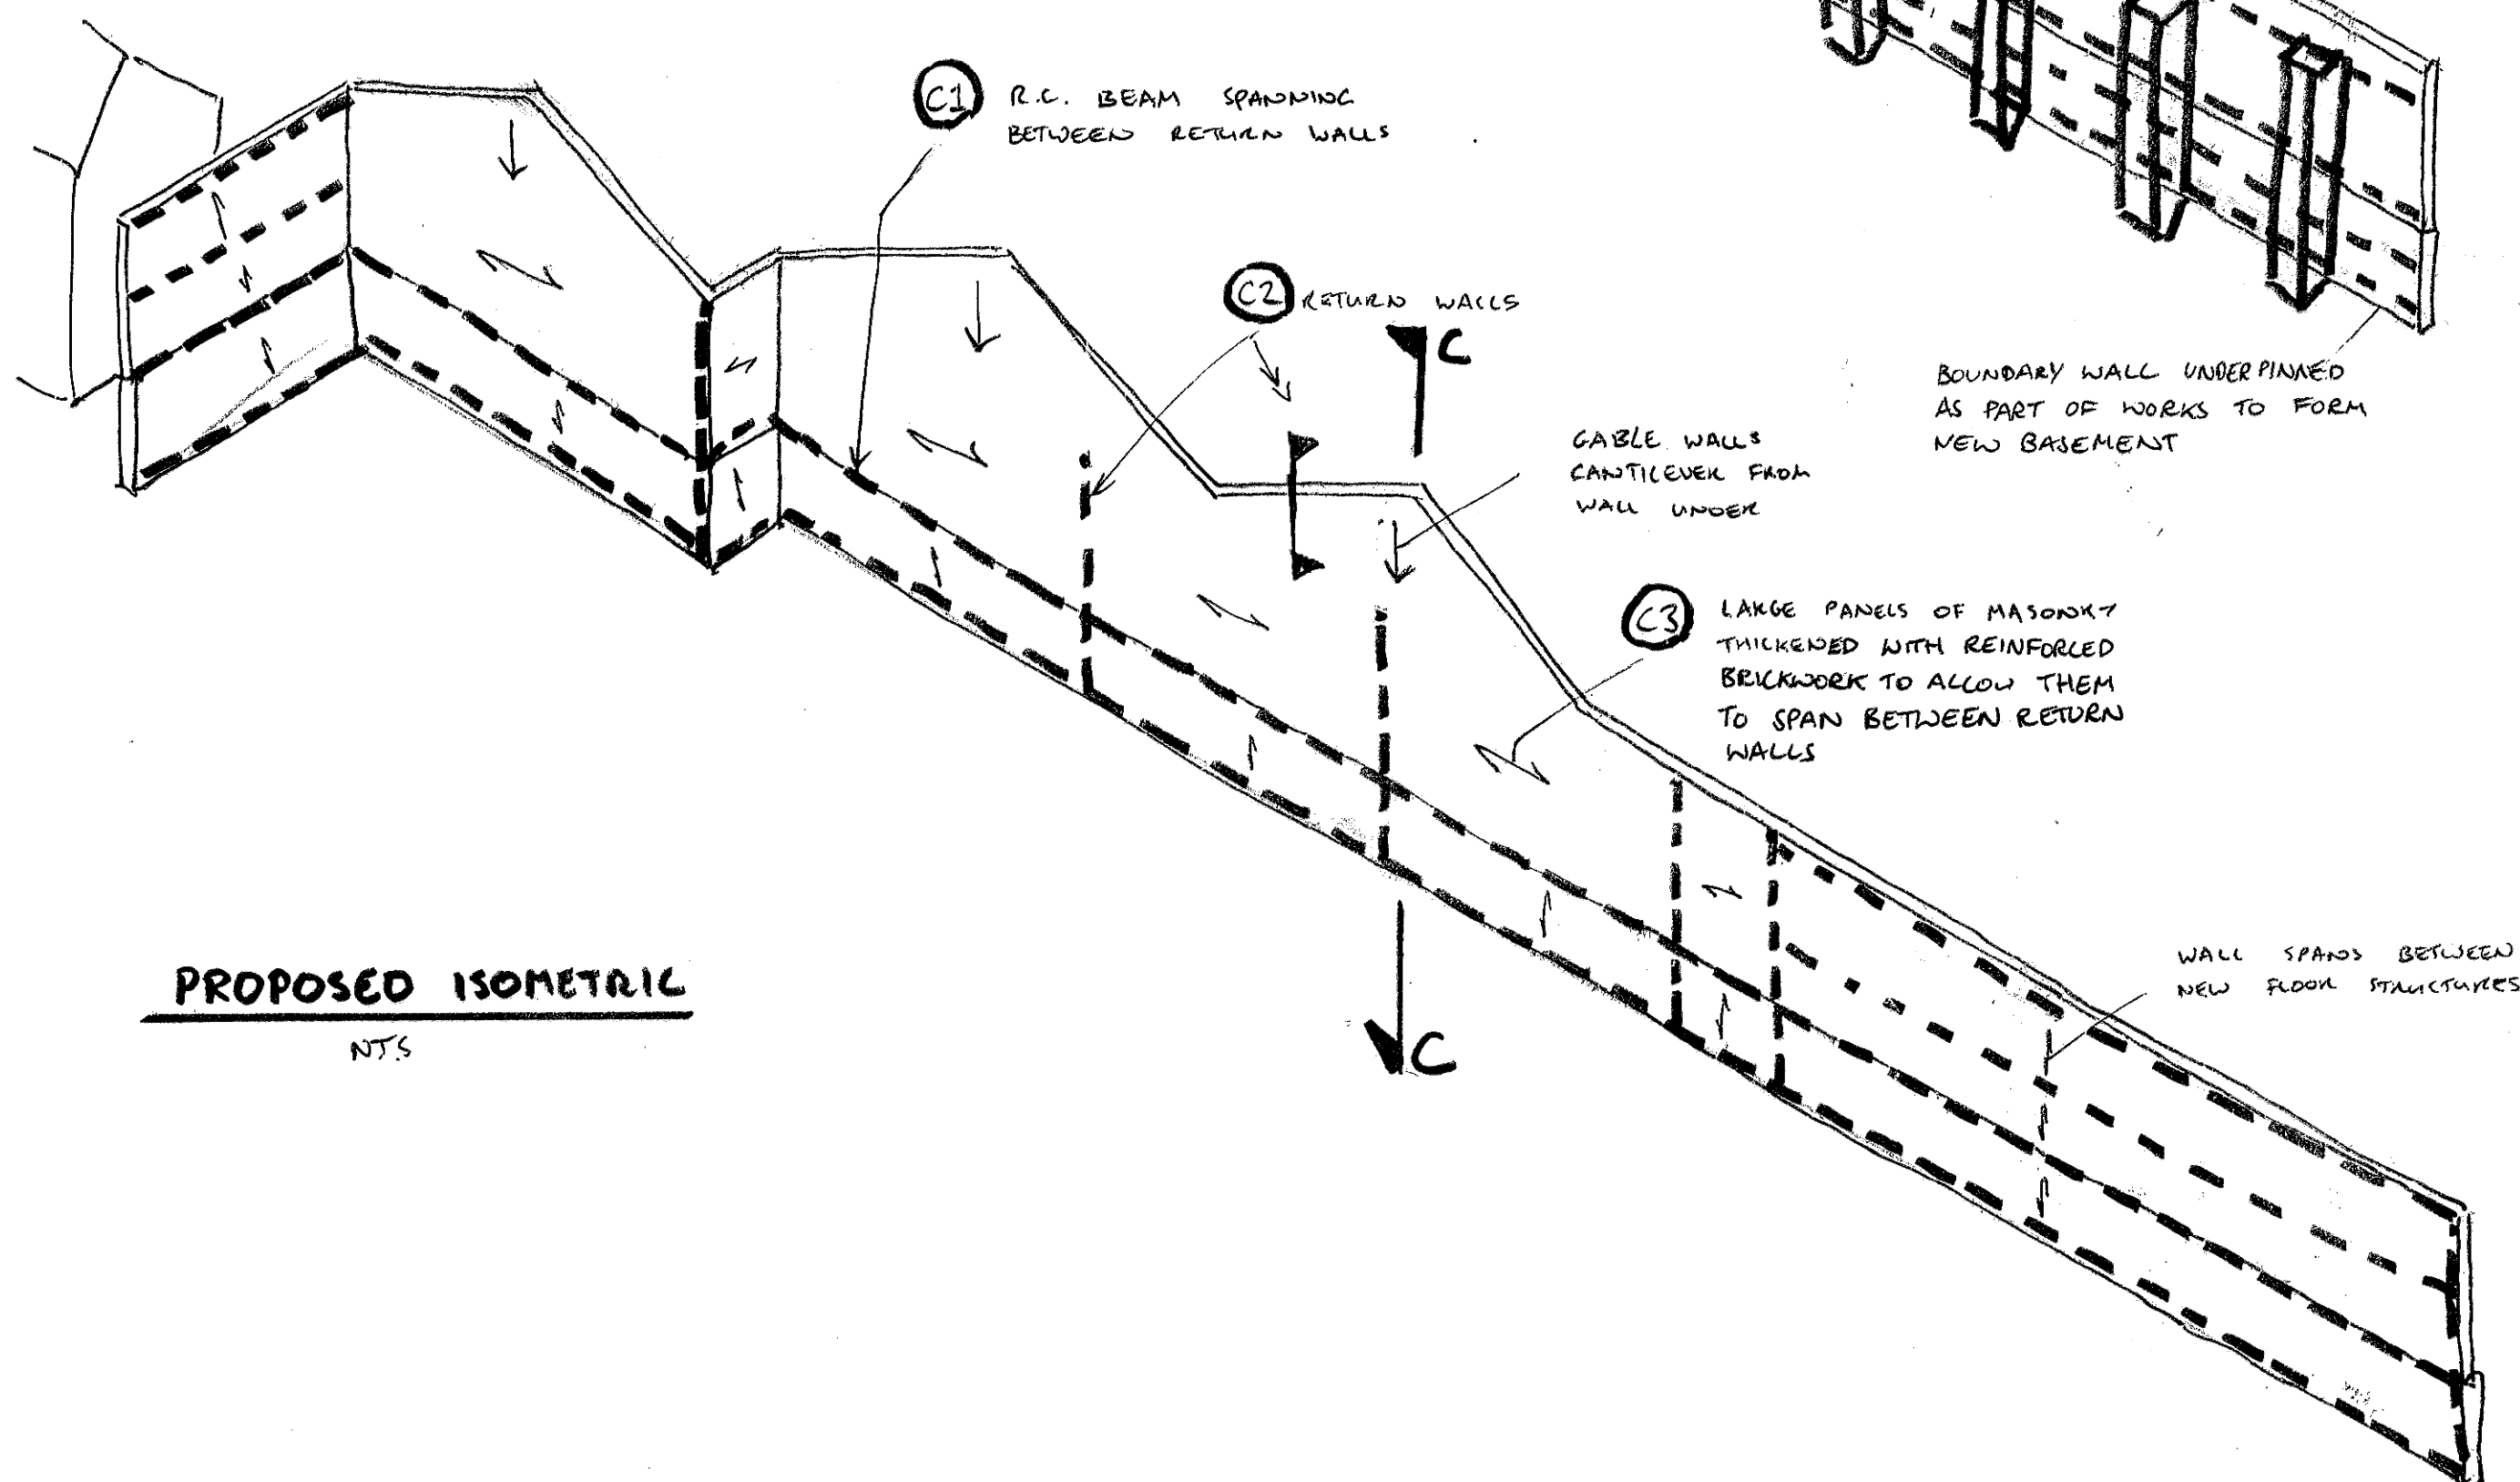 C1 R.C. BEAM SPANNING
BETWEEN RETURN WALLS
C2 RETURN WALLS
C
BOUNDARY WALL UNDERPINNED
AS PART OF WORKS TO FORM
NEW BASEMENT
GABLE WALLS
CANTILEVER FROM
WALL UNDER
C3 LARGE PANELS OF MASONRY
THICKENED WITH REINFORCED
BRICKWORK TO ALLOW THEM
TO SPAN BETWEEN RETURN
WALLS
WALL SPANS BETWEEN
NEW FLOOR STRUCTURES
PROPOSED ISOMETRIC
N.T.S
C